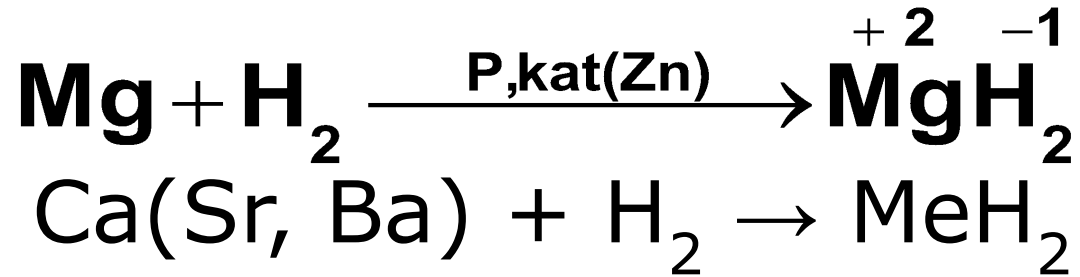 + 2 −1
Mg + H₂ P,kat(Zn) → MgH₂
Ca(Sr, Ba) + H₂ → MeH₂